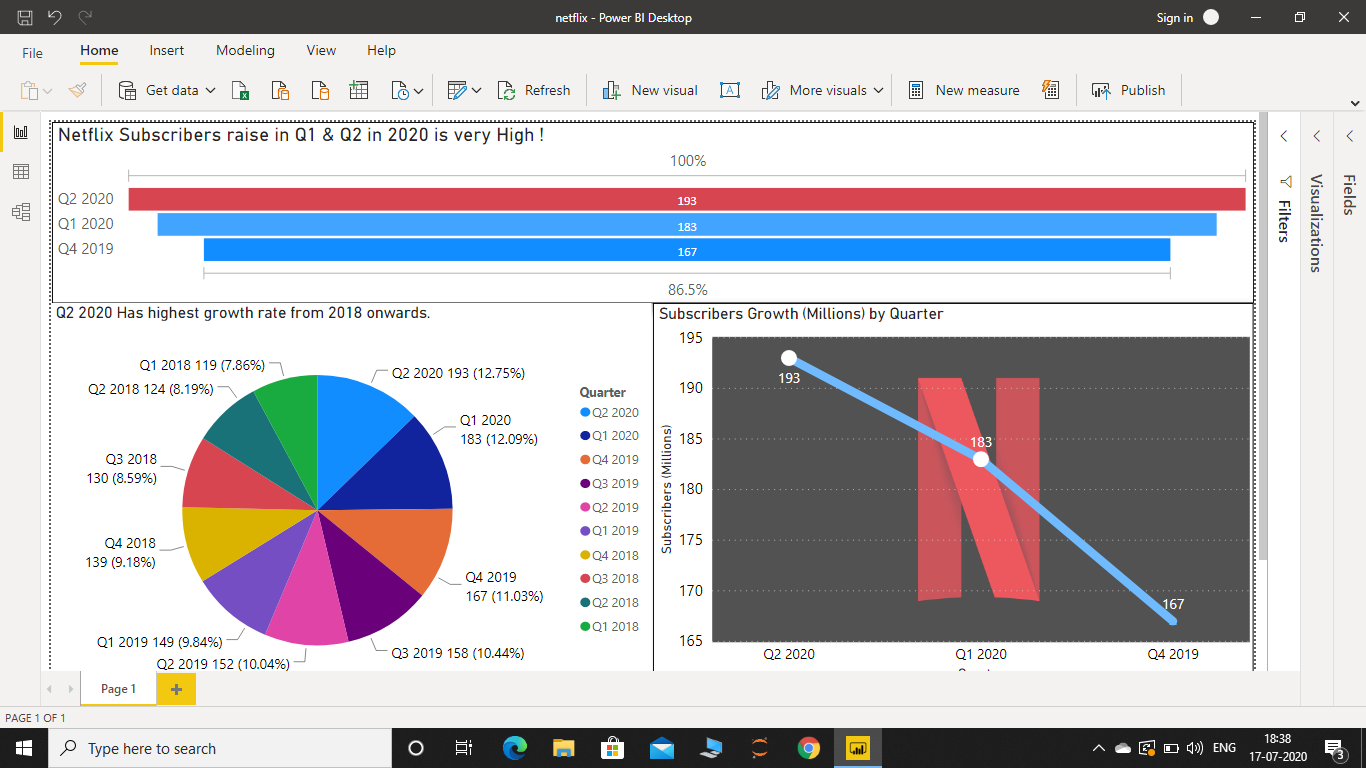 netflix - Power BI Desktop
Sign in
File
Home
Insert
Modeling
View
Help
Get data
Refresh
New visual
More visuals
New measure
Publish
Netflix Subscribers raise in Q1 & Q2 in 2020 is very High !
100%
Q2 2020
193
Q1 2020
183
Q4 2019
167
86.5%
Q2 2020 Has highest growth rate from 2018 onwards.
Q1 2018 119 (7.86%)
Q2 2020 193 (12.75%)
Q2 2018 124 (8.19%)
Q1 2020
183 (12.09%)
Q3 2018
130 (8.59%)
Q4 2018
139 (9.18%)
Q4 2019
167 (11.03%)
Q1 2019 149 (9.84%)
Q3 2019 158 (10.44%)
Q2 2019 152 (10.04%)
Quarter
Q2 2020
Q1 2020
Q4 2019
Q3 2019
Q2 2019
Q1 2019
Q4 2018
Q3 2018
Q2 2018
Q1 2018
Subscribers Growth (Millions) by Quarter
Subscribers (Millions)
195
190
185
180
175
170
165
193
183
167
Q2 2020
Q1 2020
Q4 2019
Filters
Visualizations
Fields
Page 1
PAGE 1 OF 1
Type here to search
ENG
18:38
17-07-2020
3